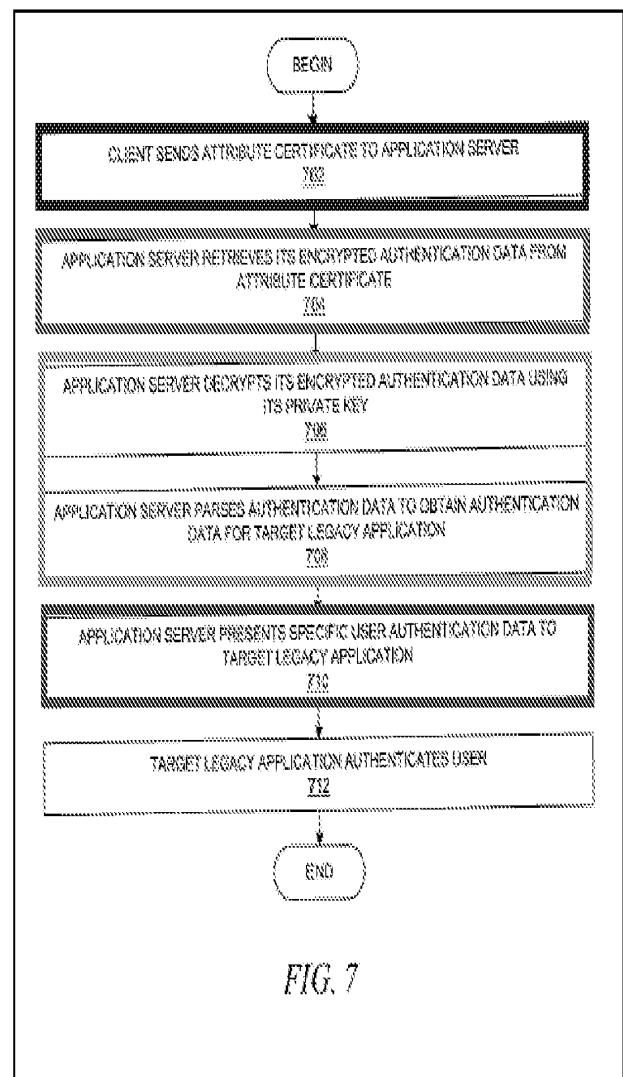 BEGIN
CLIENT SENDS ATTRIBUTE CERTIFICATE TO APPLICATION SERVER
702
APPLICATION SERVER RETRIEVES ITS ENCRYPTED AUTHENTICATION DATA FROM
ATTRIBUTE CERTIFICATE
704
APPLICATION SERVER DECRYPTS ITS ENCRYPTED AUTHENTICATION DATA USING
ITS PRIVATE KEY
706
APPLICATION SERVER PARSES AUTHENTICATION DATA TO OBTAIN AUTHENTICATION
DATA FOR TARGET LEGACY APPLICATION
708
APPLICATION SERVER PRESENTS SPECIFIC USER AUTHENTICATION DATA TO
TARGET LEGACY APPLICATION
710
TARGET LEGACY APPLICATION AUTHENTICATES USER
712
END
FIG. 7